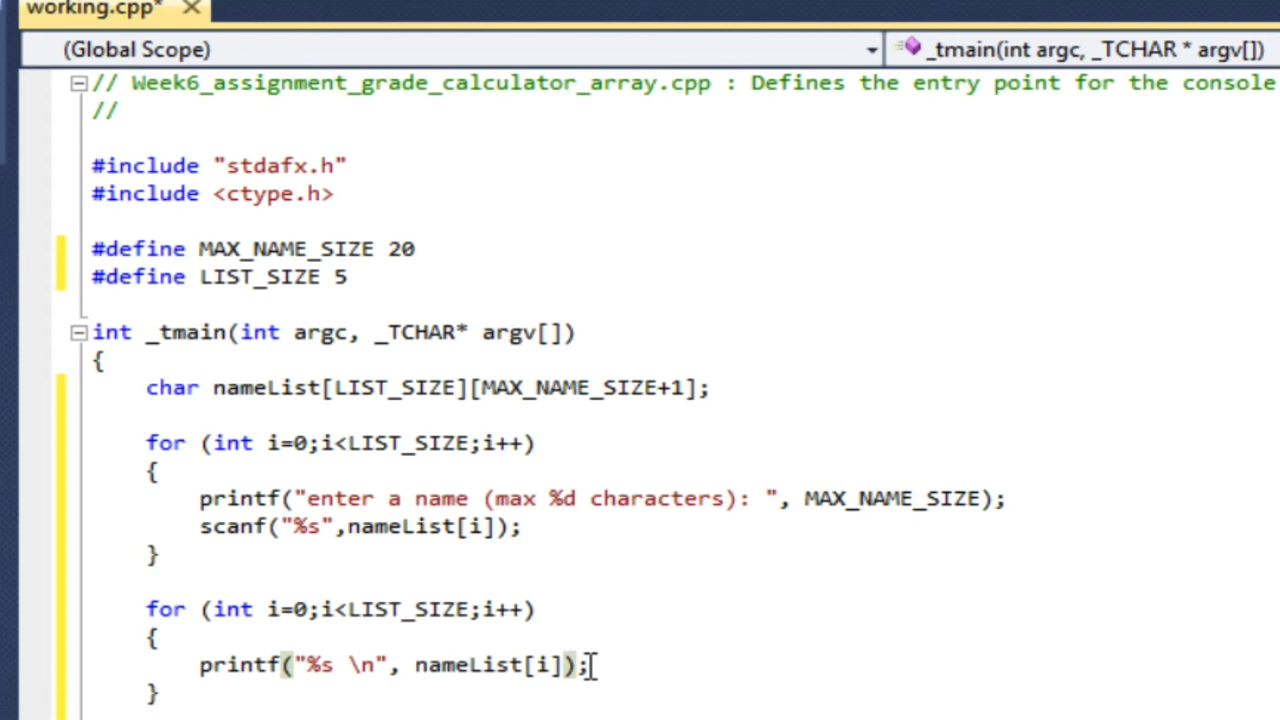 working.cpp*
(Global Scope) _tmain(int argc, _TCHAR * argv[])
// Week6_assignment_grade_calculator_array.cpp : Defines the entry point for the console
//
#include "stdafx.h"
#include <ctype.h>
#define MAX_NAME_SIZE 20
#define LIST_SIZE 5
int _tmain(int argc, _TCHAR* argv[])
{
char nameList[LIST_SIZE][MAX_NAME_SIZE+1];
for (int i=0;i<LIST_SIZE;i++)
{
printf("enter a name (max %d characters): ", MAX_NAME_SIZE);
scanf("%s",nameList[i]);
}
for (int i=0;i<LIST_SIZE;i++)
{
printf("%s \n", nameList[i]);
}